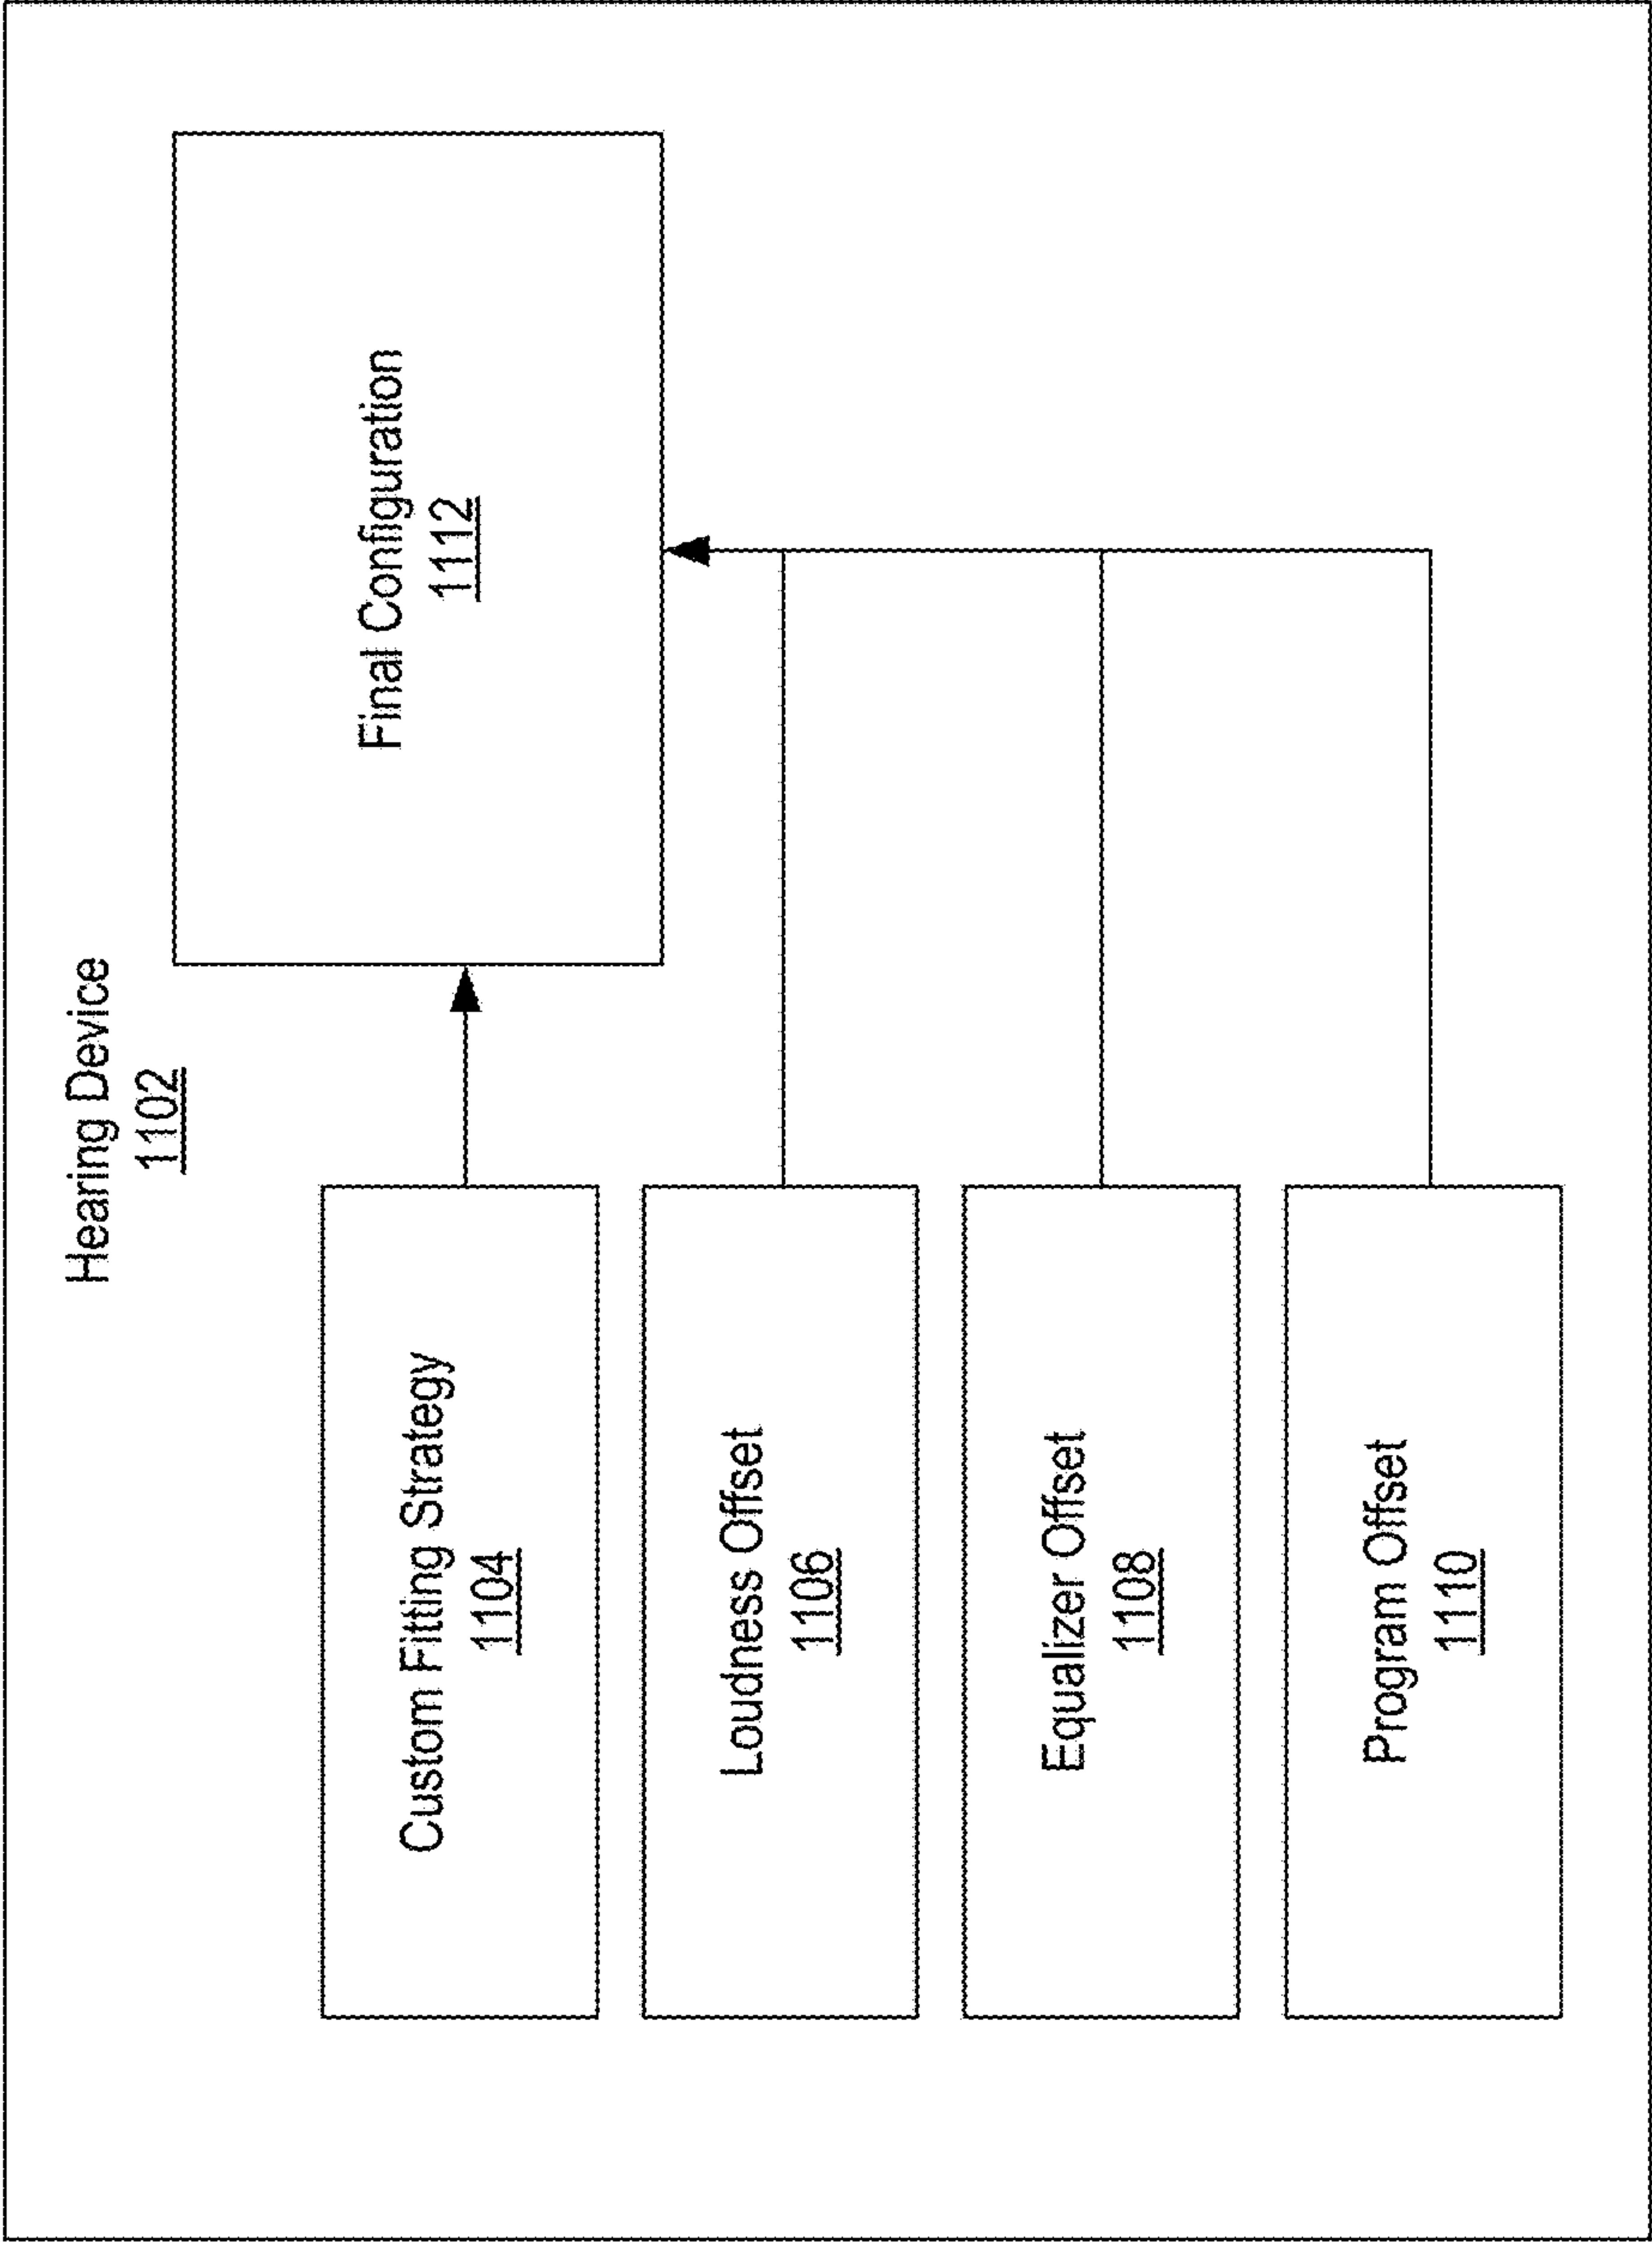 Hearing Device
1102
Custom Fitting Strategy
1104
Final Configuration
1112
Loudness Offset
1106
Equalizer Offset
1108
Program Offset
1110